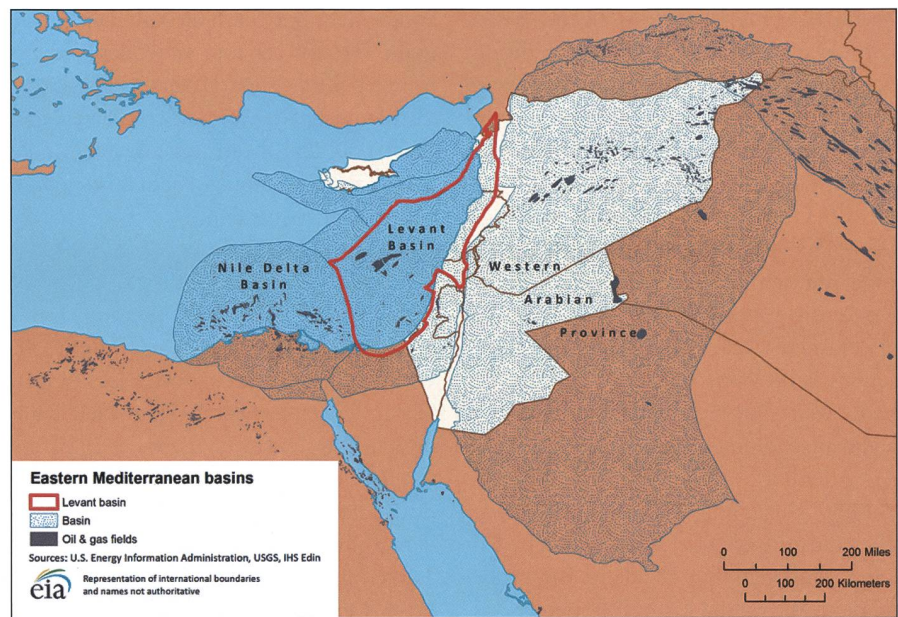 Levant
Basin
Nile Delta
Basin
Western
Arabian
Province
Eastern Mediterranean basins
Levant basin
Basin
Oil & gas fields
Sources: U.S. Energy Information Administration, USGS, IHS Edin
eia
Representation of international boundaries
and names not authoritative
0 100 200 Miles
0 100 200 Kilometers